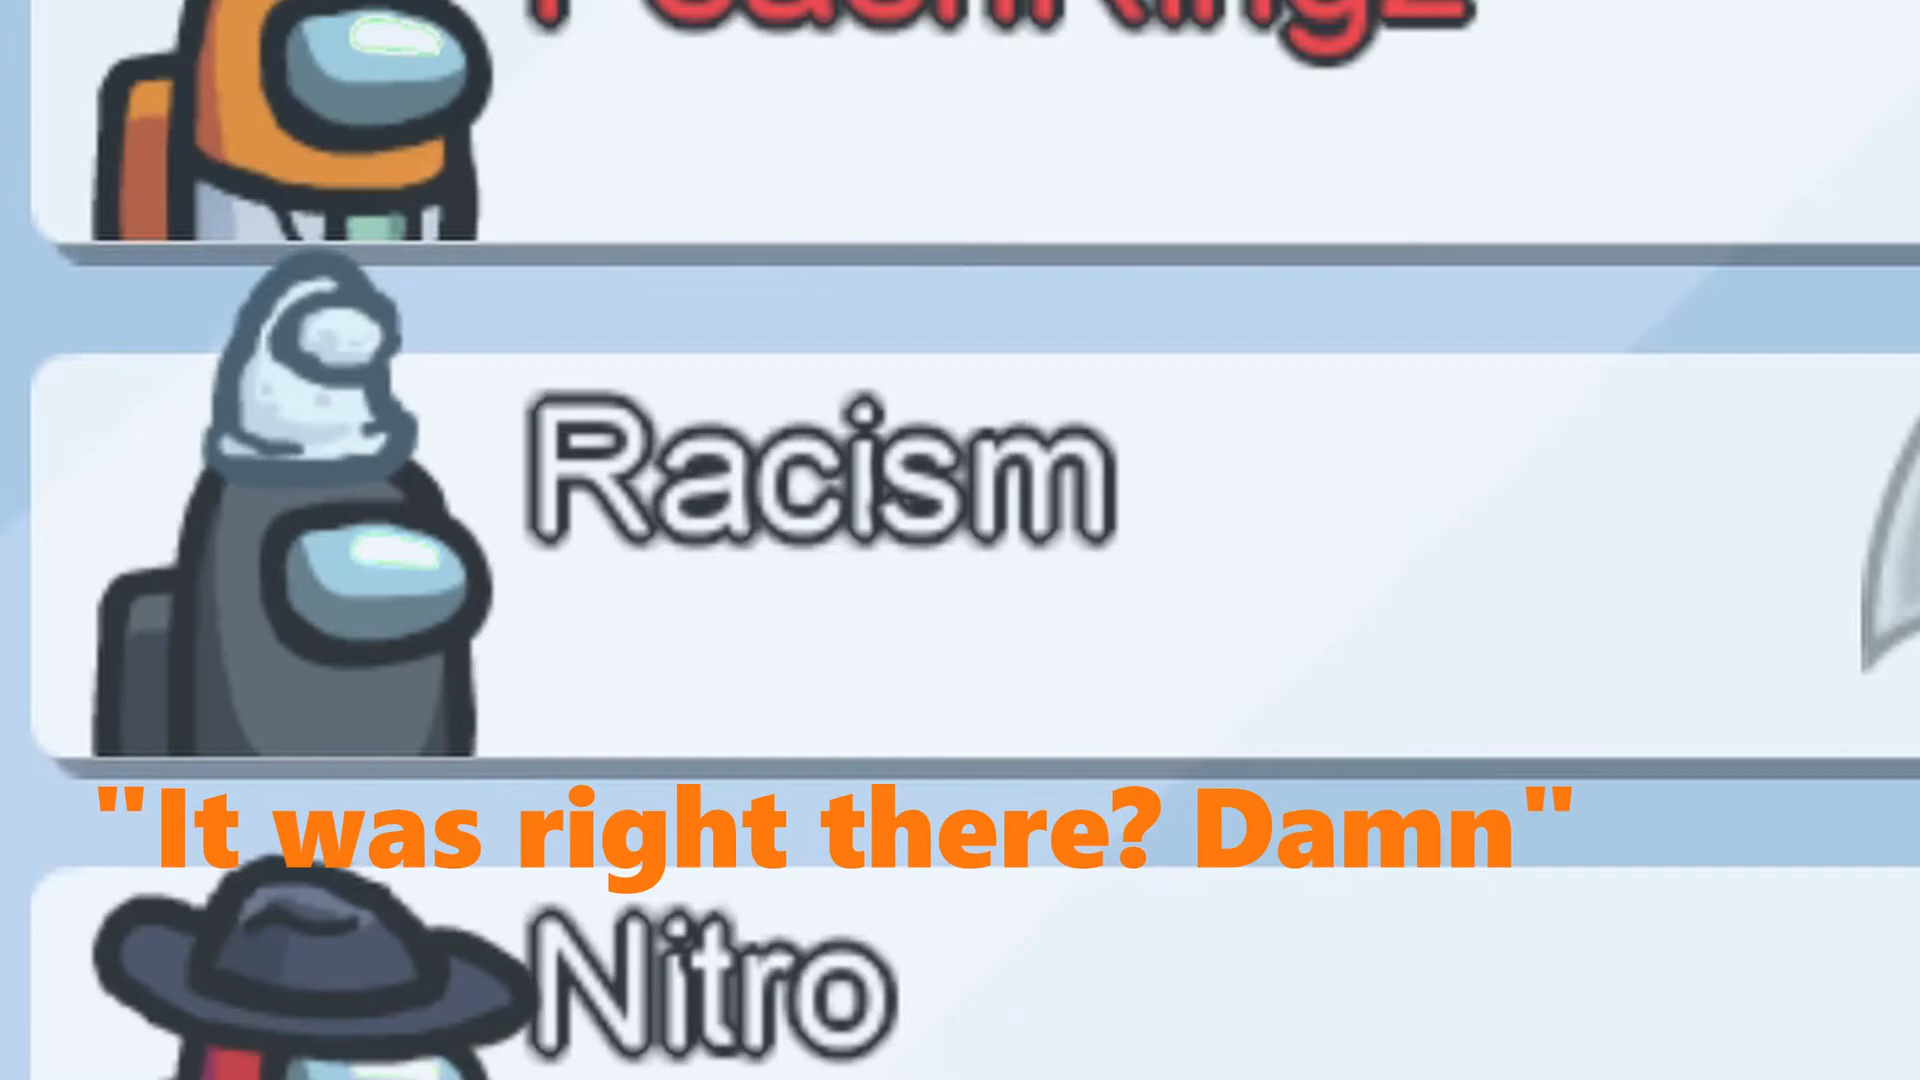 Racism
"It was right there? Damn"
Nitro